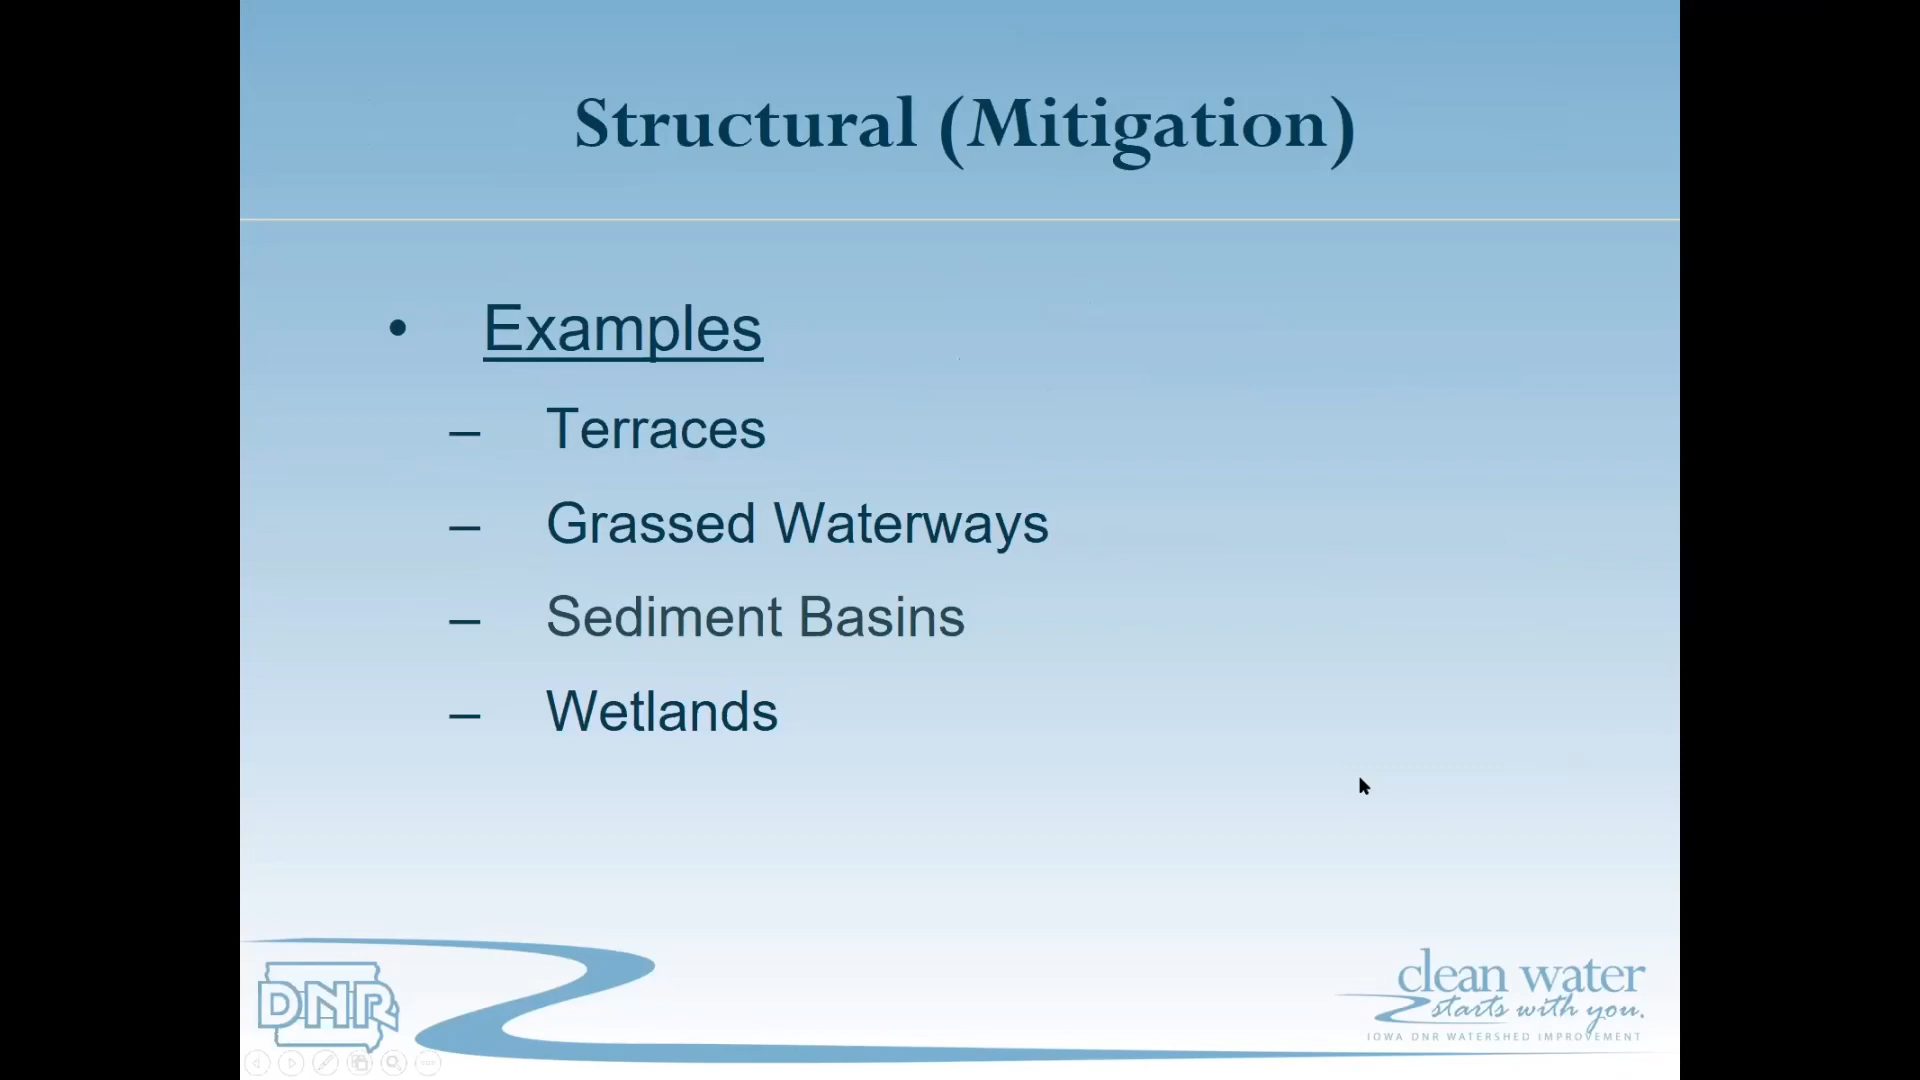 Structural (Mitigation)
• Examples
– Terraces
– Grassed Waterways
– Sediment Basins
– Wetlands
DNR
clean water
starts with you.
IOWA DNR WATERSHED IMPROVEMENT